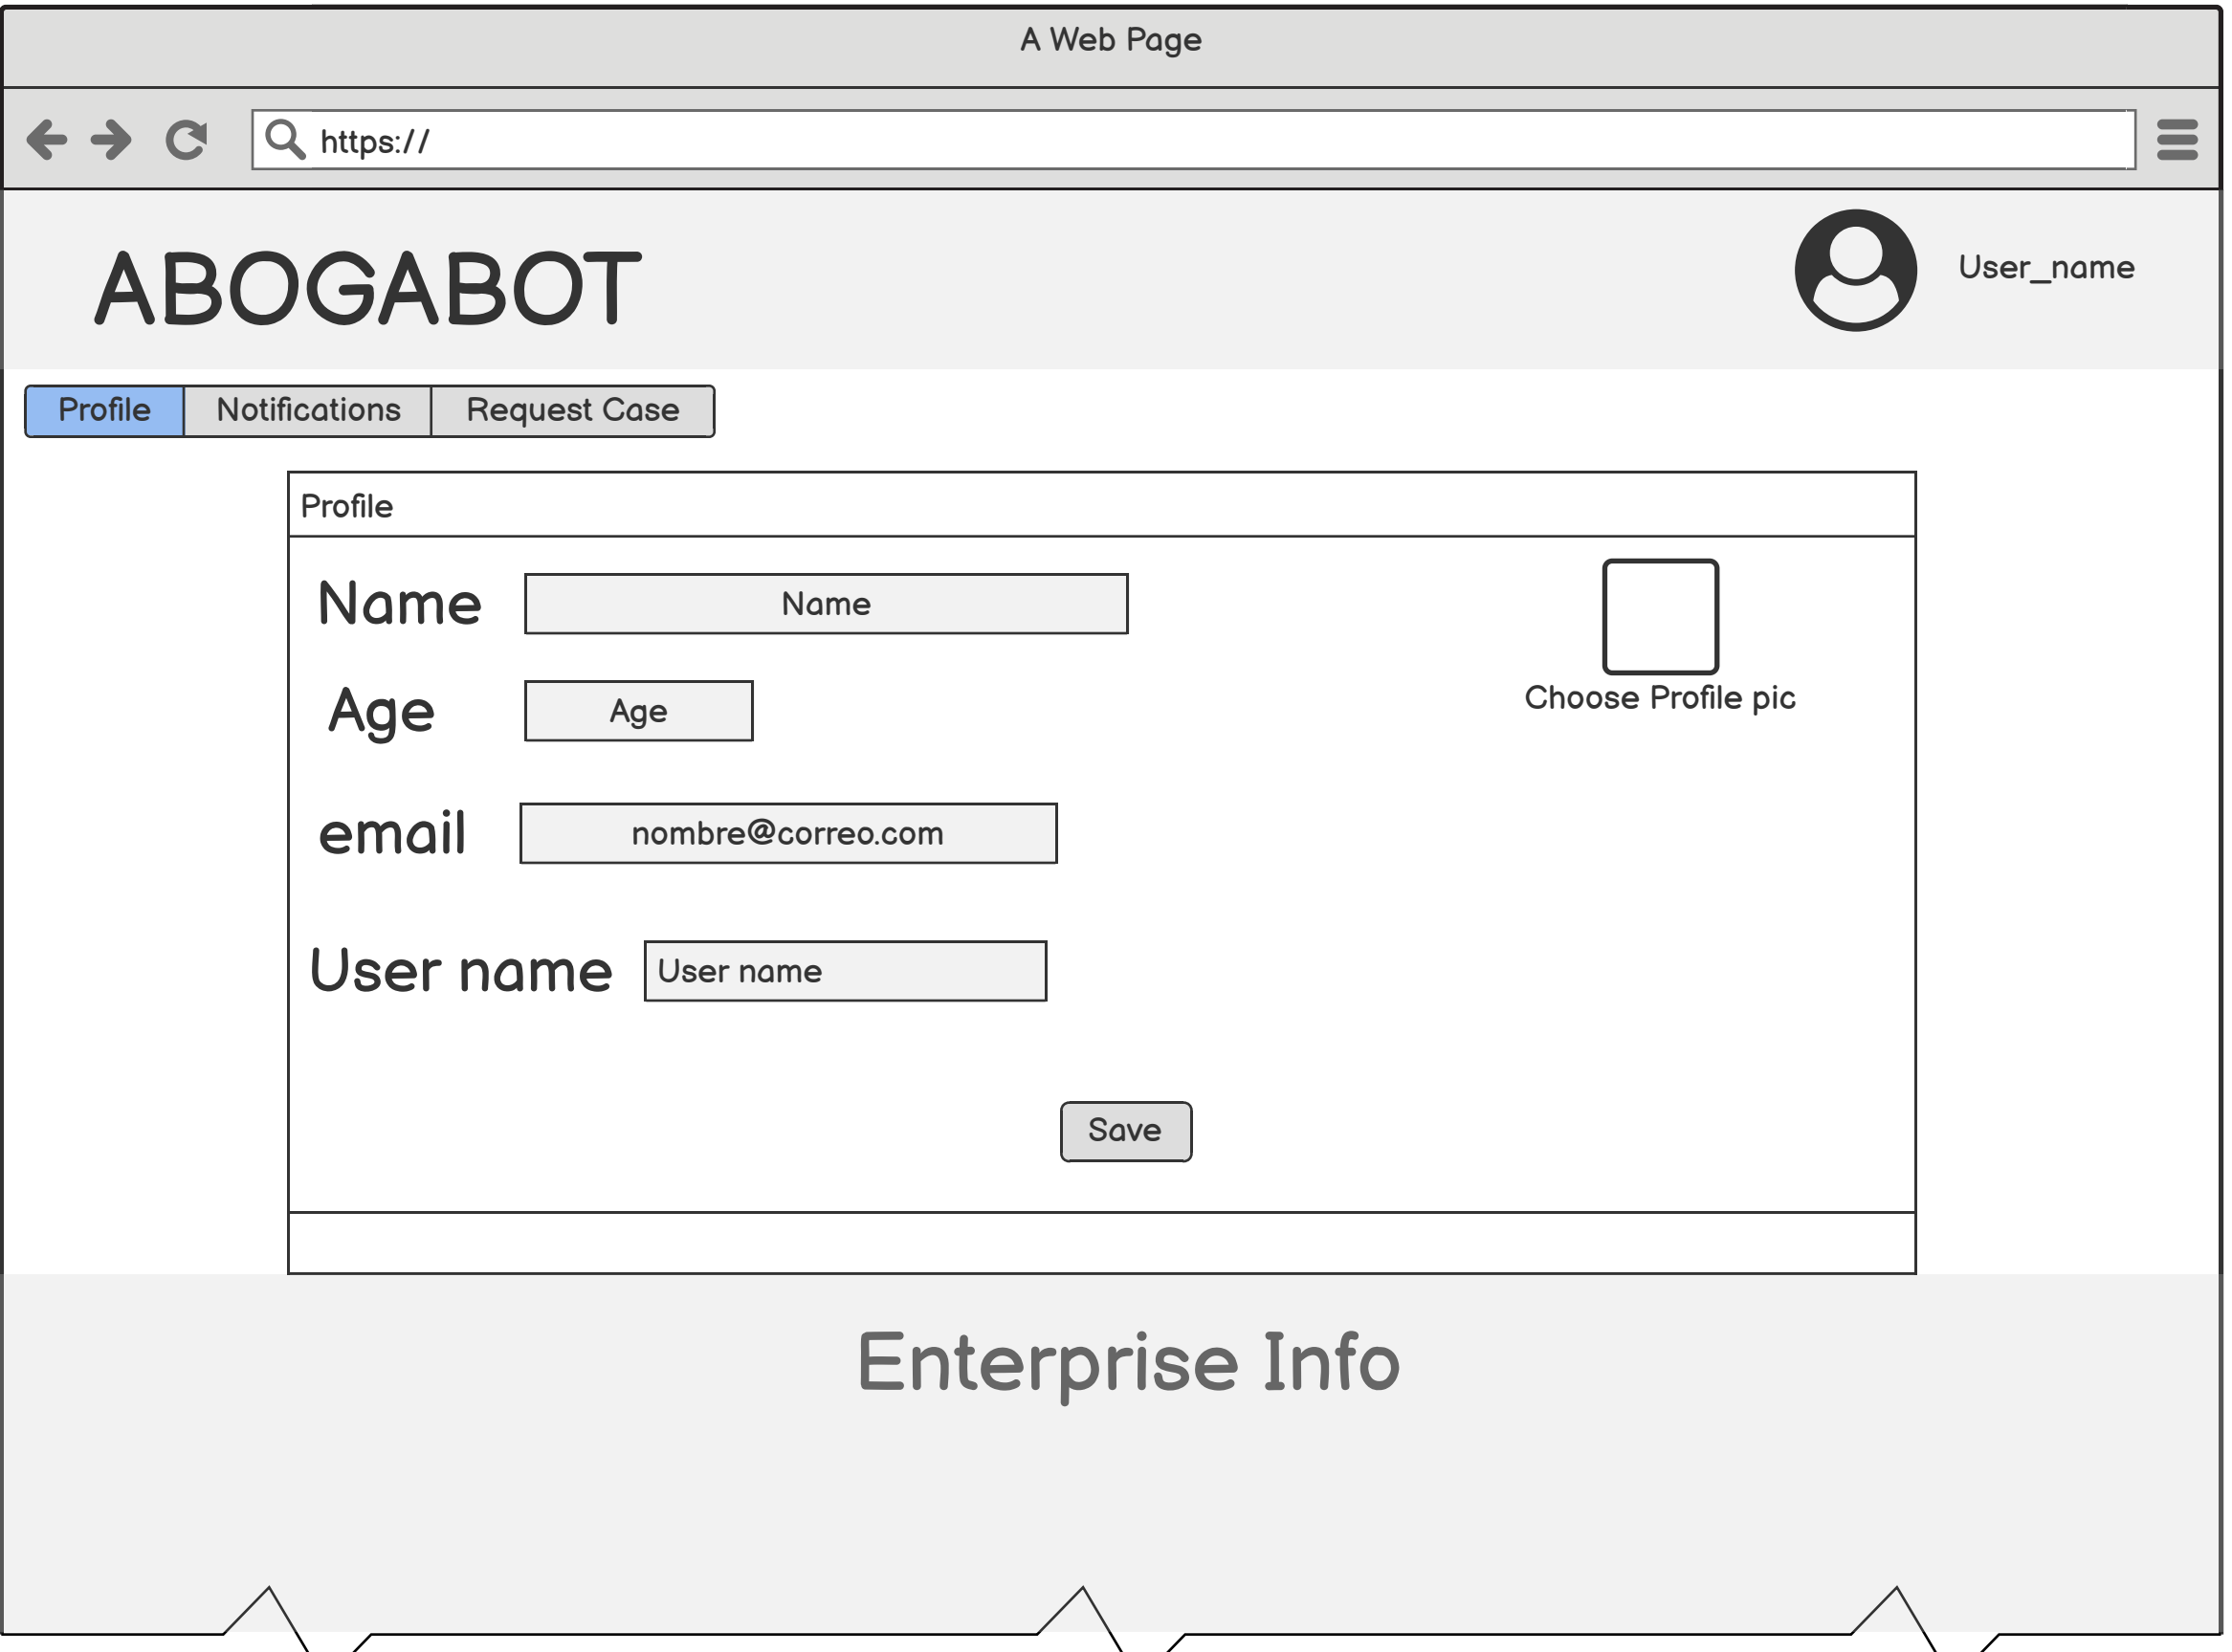 A Web Page
https://
ABOGABOT
User_name
Profile
Notifications
Request Case
Profile
Name
Name
Age
Age
Choose Profile pic
email
nombre@correo.com
User name
User name
Save
Enterprise Info